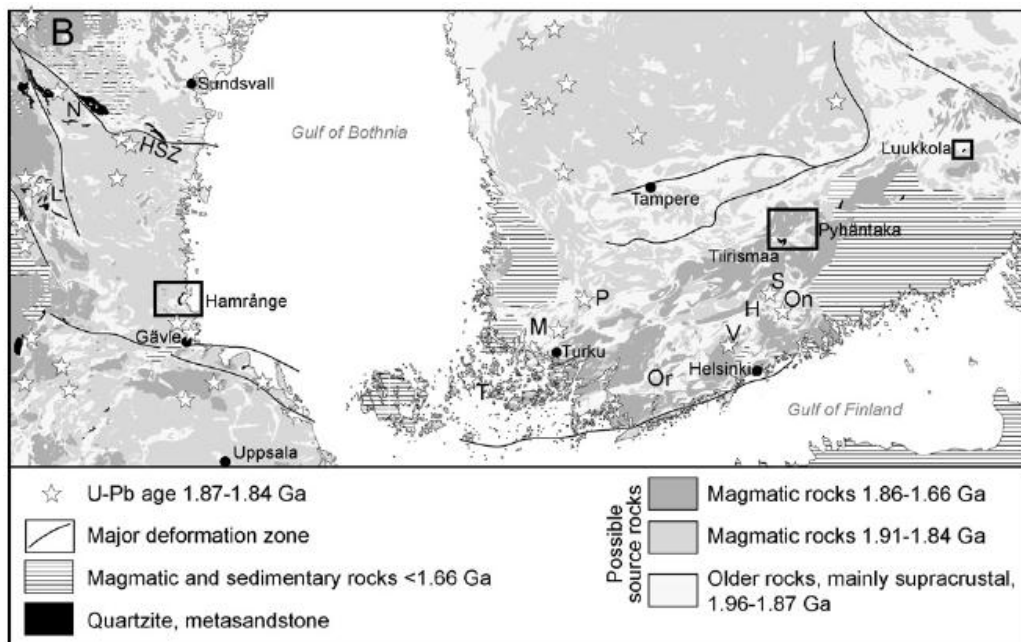 B
Sundsvall
N
HSZ
Gulf of Bothnia
Luukkola
L
Tampere
Pyhäntaka
Tiirismaa
Hamrånge
S
P
H
On
M
V
Gävle
Turku
Helsinki
T
Or
Gulf of Finland
Uppsala
U-Pb age 1.87-1.84 Ga
Major deformation zone
Magmatic and sedimentary rocks <1.66 Ga
Quartzite, metasandstone
Possible
source rocks
Magmatic rocks 1.86-1.66 Ga
Magmatic rocks 1.91-1.84 Ga
Older rocks, mainly supracrustal,
1.96-1.87 Ga